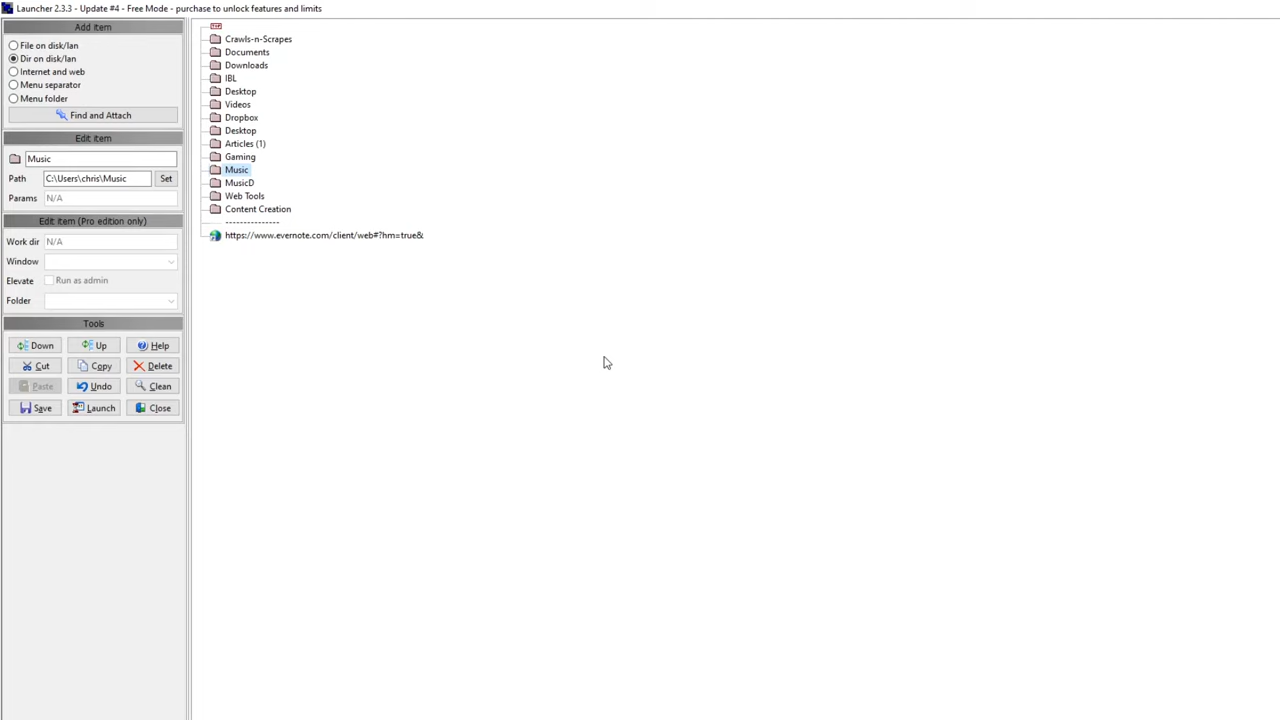 Launcher 2.3.3 - Update #4 - Free Mode - purchase to unlock features and limits
Add item
File on disk/lan
Dir on disk/lan
Internet and web
Menu separator
Menu folder
Find and Attach
Edit item
Music
Path C:\Users\chris\Music Set
Params N/A
Edit item (Pro edition only)
Work dir N/A
Window
Elevate Run as admin
Folder
Tools
Down Up Help
Cut Copy Delete
Paste Undo Clean
Save Launch Close
TOP
Crawls-n-Scrapes
Documents
Downloads
IBL
Desktop
Videos
Dropbox
Desktop
Articles (1)
Gaming
Music
MusicD
Web Tools
Content Creation
---------------
https://www.evernote.com/client/web#?hm=true&